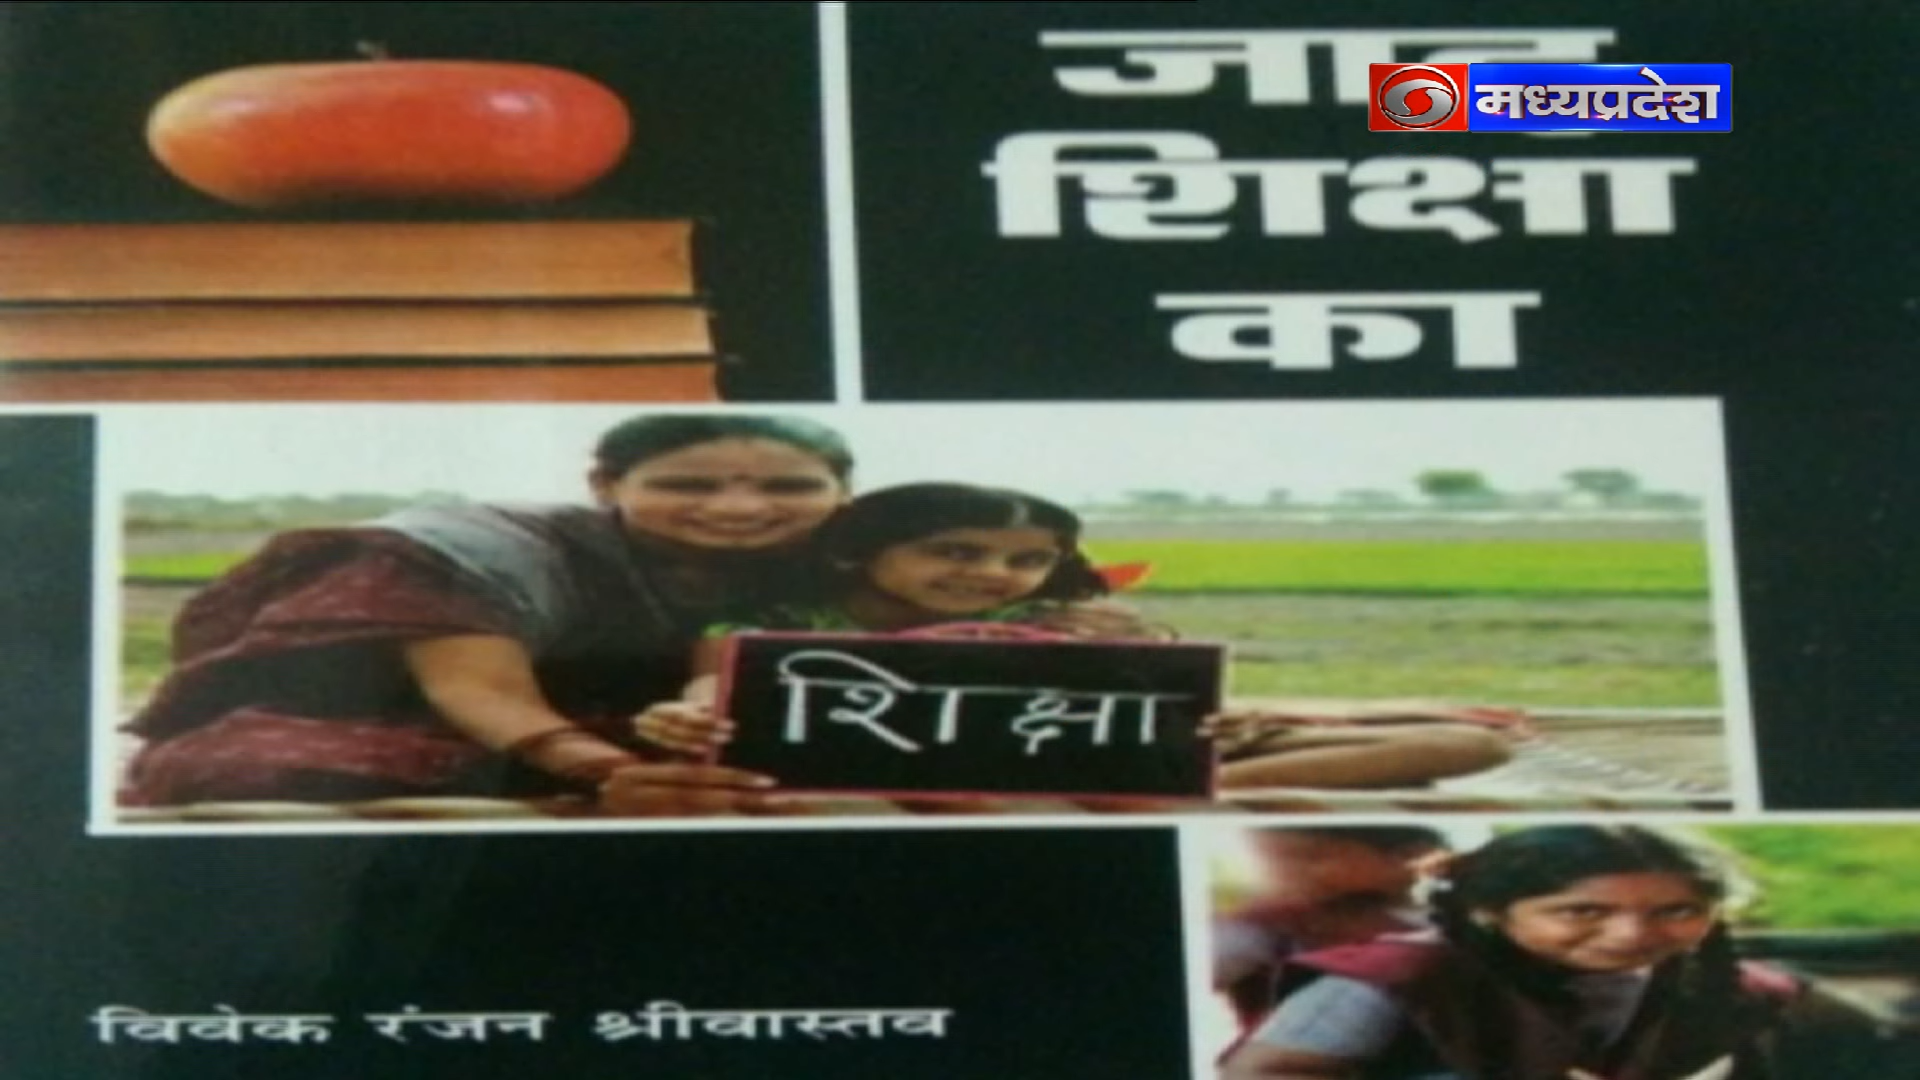 शिक्षा
का
मध्यप्रदेश
शिक्षा
विवेक रंजन श्रीवास्तव